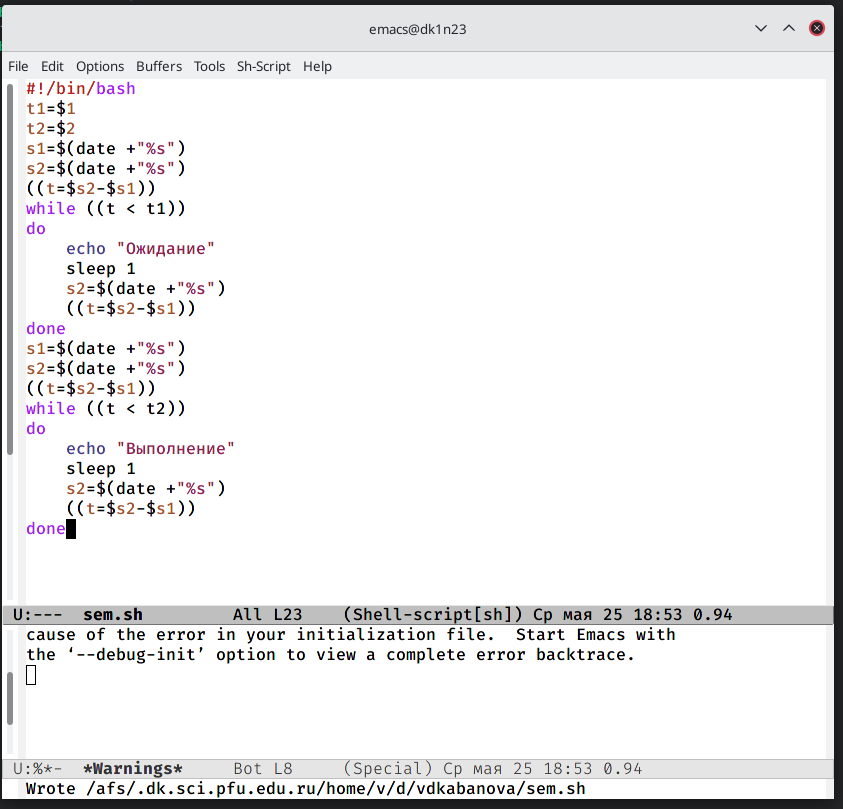 emacs@dk1n23
File Edit Options Buffers Tools Sh-Script Help
#!/bin/bash
t1=$1
t2=$2
s1=$(date +"%s")
s2=$(date +"%s")
((t=$s2-$s1))
while ((t < t1))
do
    echo "Ожидание"
    sleep 1
    s2=$(date +"%s")
    ((t=$s2-$s1))
done
s1=$(date +"%s")
s2=$(date +"%s")
((t=$s2-$s1))
while ((t < t2))
do
    echo "Выполнение"
    sleep 1
    s2=$(date +"%s")
    ((t=$s2-$s1))
done
U:---  sem.sh         All L23    (Shell-script[sh]) Ср мая 25 18:53 0.94
cause of the error in your initialization file.  Start Emacs with
the ‘--debug-init’ option to view a complete error backtrace.
U:%*-  *Warnings*     Bot L8     (Special) Ср мая 25 18:53 0.94
Wrote /afs/.dk.sci.pfu.edu.ru/home/v/d/vdkabanova/sem.sh